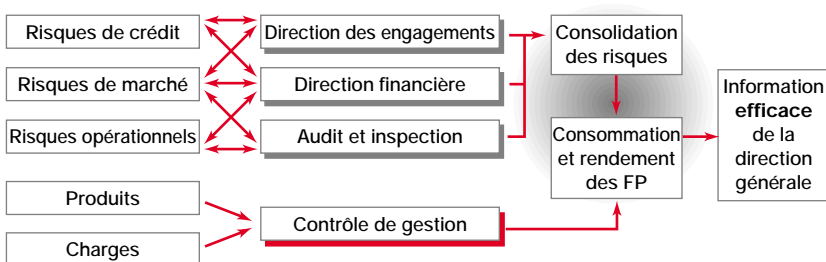 Risques de crédit
Direction des engagements
Consolidation
des risques
Risques de marché
Direction financière
Risques opérationnels
Audit et inspection
Consommation
et rendement
des FP
Information
efficace
de la
direction
générale
Produits
Contrôle de gestion
Charges